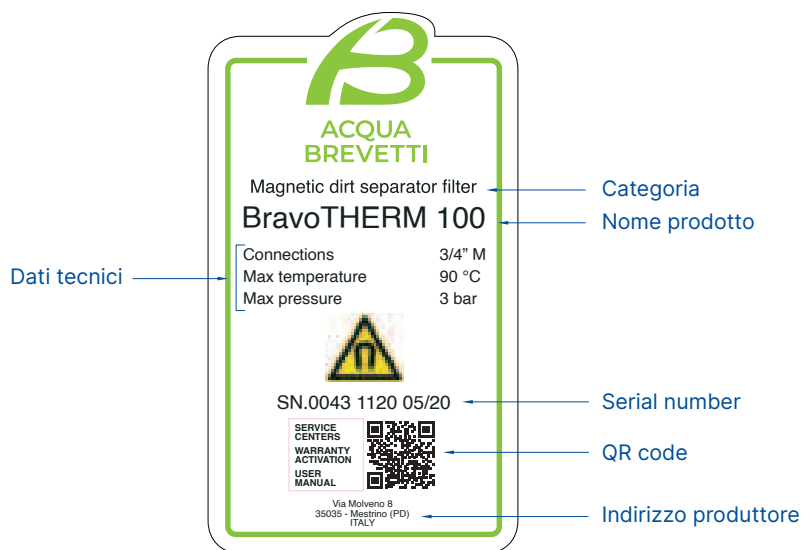 ACQUA
BREVETTI
Magnetic dirt separator filter
Categoria
BravoTHERM 100
Nome prodotto
Dati tecnici
Connections 3/4” M
Max temperature 90 °C
Max pressure 3 bar
SN.0043 1120 05/20
Serial number
SERVICE
CENTERS
WARRANTY
ACTIVATION
USER
MANUAL
QR code
Via Molveno 8
35035 - Mestrino (PD)
ITALY
Indirizzo produttore